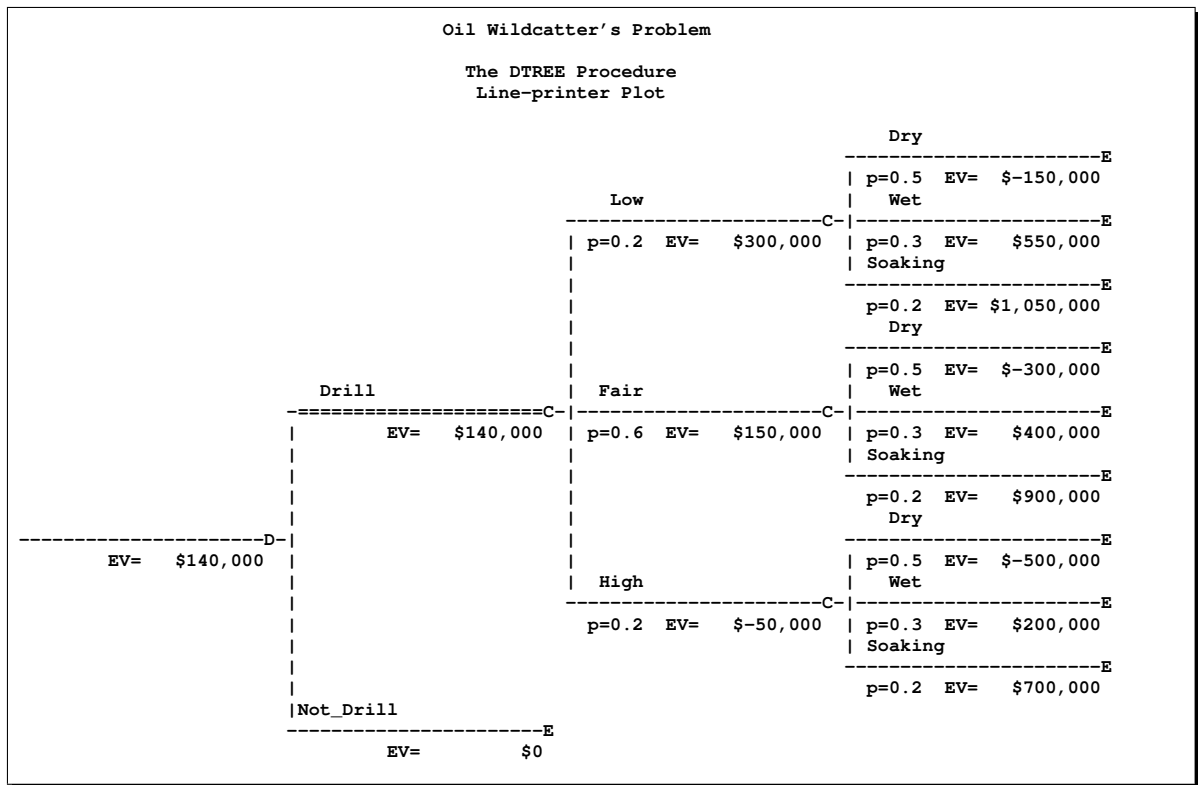 Oil Wildcatter's Problem
The DTREE Procedure
Line-printer Plot
Dry
-----------------------E
| p=0.5 EV= $-150,000
Low | Wet
-----------------------C-|----------------------E
| p=0.2 EV= $300,000 | p=0.3 EV= $550,000
| | Soaking
| -----------------------E
| p=0.2 EV= $1,050,000
| Dry
| -----------------------E
| | p=0.5 EV= $-300,000
Drill | Fair | Wet
-======================C-|----------------------C-|----------------------E
| EV= $140,000 | p=0.6 EV= $150,000 | p=0.3 EV= $400,000
| | | Soaking
| | -----------------------E
| | p=0.2 EV= $900,000
| | Dry
----------------------D-| | -----------------------E
EV= $140,000 | | | p=0.5 EV= $-500,000
| | High | Wet
| -----------------------C-|----------------------E
| p=0.2 EV= $-50,000 | p=0.3 EV= $200,000
| | Soaking
| -----------------------E
| p=0.2 EV= $700,000
|Not_Drill
-----------------------E
EV= $0